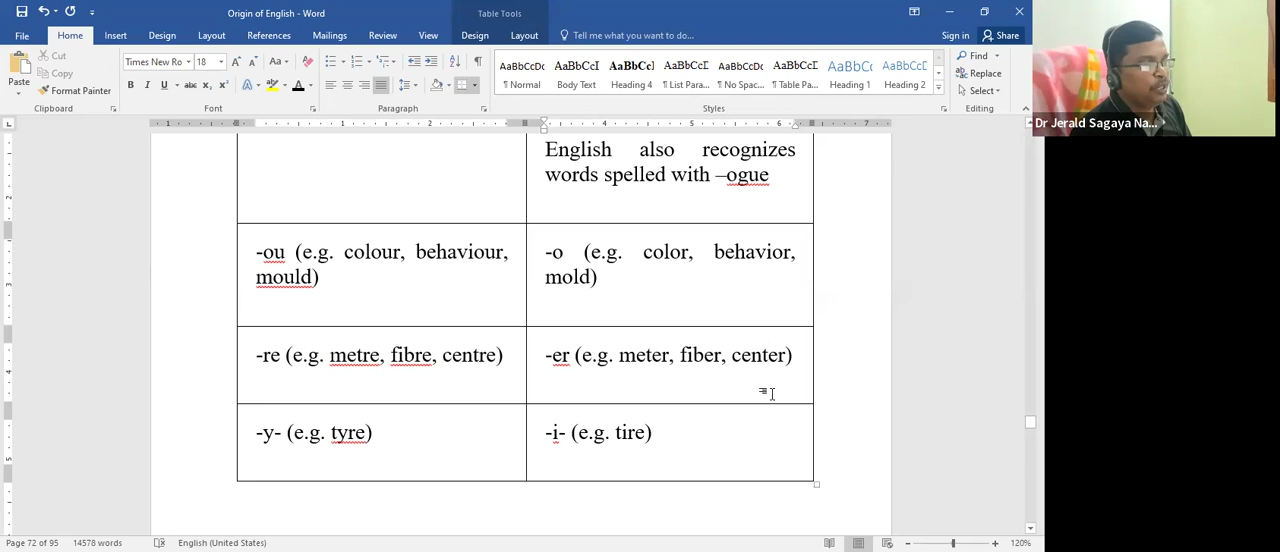 Origin of English - Word
Table Tools
File
Home
Insert
Design
Layout
References
Mailings
Review
View
Design
Layout
Tell me what you want to do...
Sign in
Share
Paste
Cut
Copy
Format Painter
Clipboard
Times New Ro
18
B I U
Font
Paragraph
AaBbCcDc
¶ Normal
AaBbCcI
Body Text
AaBbCcI
Heading 4
AaBbCcDc
¶ List Para...
AaBbCcDc
¶ No Spac...
AaBbCcI
¶ Table Pa...
AaBbCc
Heading 1
AaBbCcl
Heading 2
Styles
Find
Replace
Select
Editing
Dr Jerald Sagaya Na...
English also recognizes
words spelled with –ogue
-ou (e.g. colour, behaviour,
mould)
-o (e.g. color, behavior,
mold)
-re (e.g. metre, fibre, centre)
-er (e.g. meter, fiber, center)
-y- (e.g. tyre)
-i- (e.g. tire)
Page 72 of 95
14578 words
English (United States)
120%